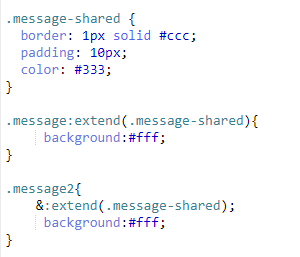 .message-shared {
  border: 1px solid #ccc;
  padding: 10px;
  color: #333;
}

.message:extend(.message-shared){
     background:#fff;
}

.message2{
    &:extend(.message-shared);
     background:#fff;
}